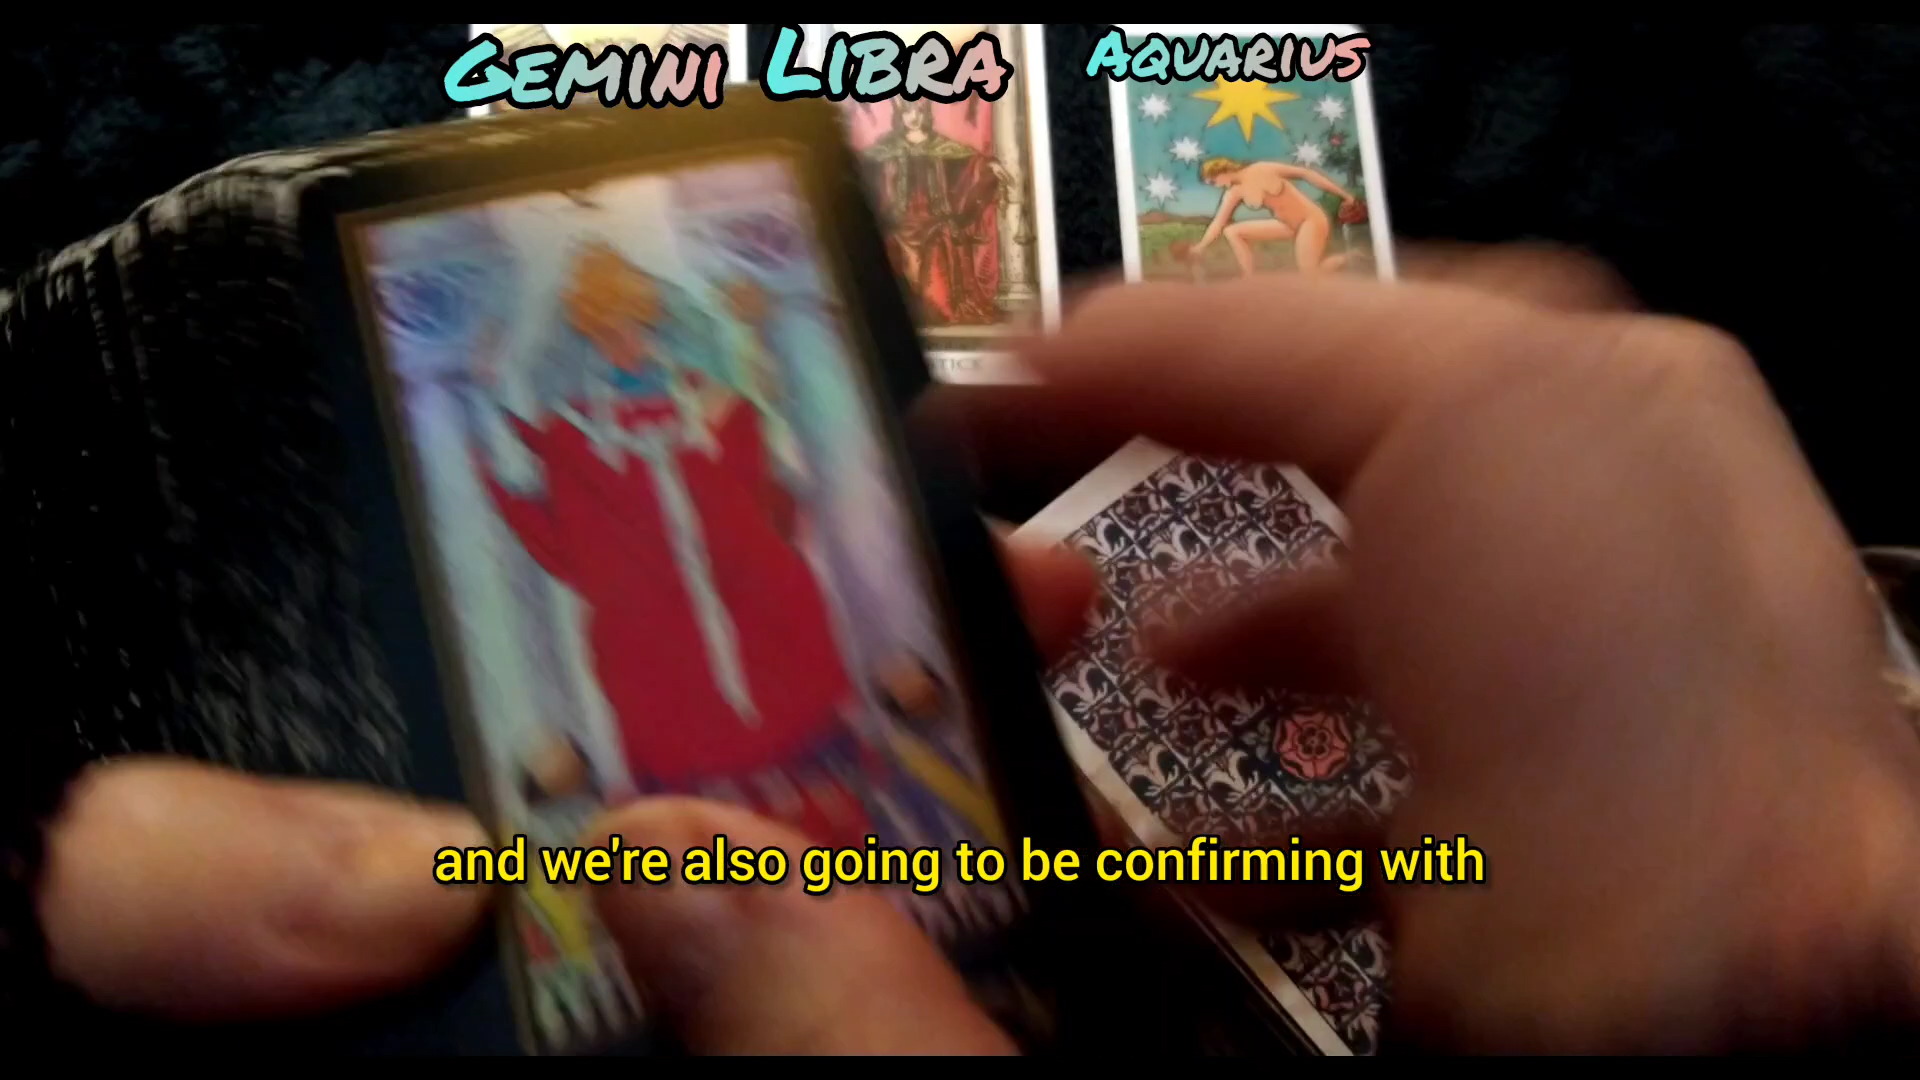 Gemini Libra Aquarius
and we're also going to be confirming with